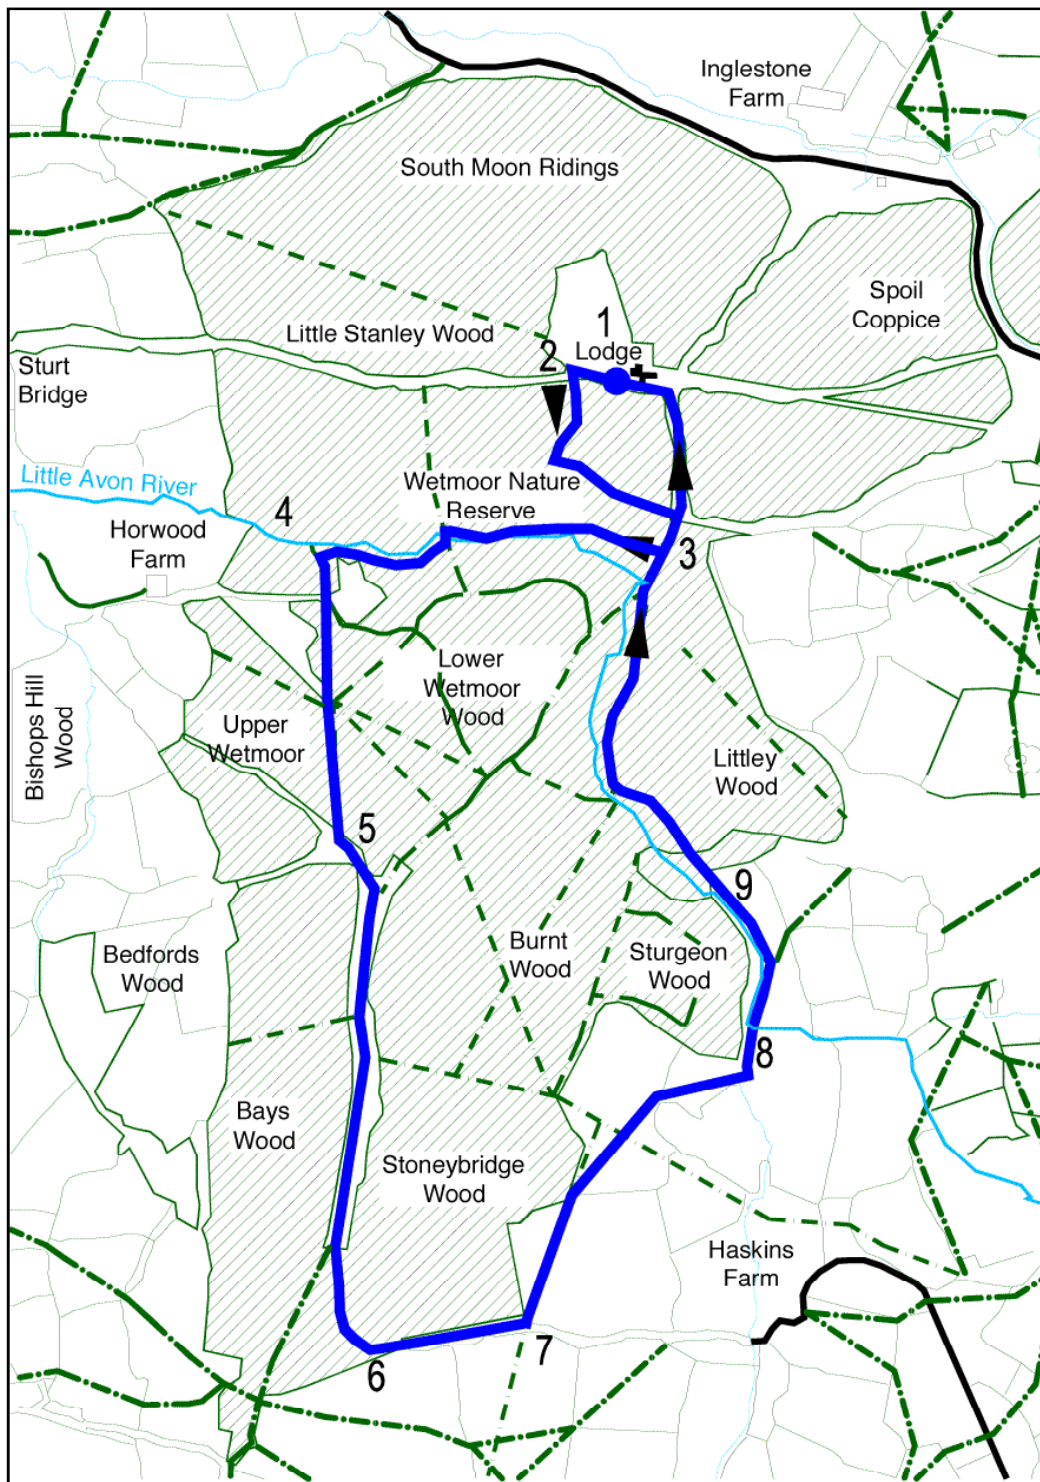 Inglestone
Farm
South Moon Ridings
Spoil
Coppice
1
Little Stanley Wood
2
Lodge
Sturt
Bridge
Little Avon River
Wetmoor Nature
Reserve
4
Horwood
Farm
3
Lower
Wetmoor
Wood
Bishops Hill
Wood
Upper
Wetmoor
Littley
Wood
5
9
Bedfords
Wood
Burnt
Wood
Sturgeon
Wood
8
Bays
Wood
Stoneybridge
Wood
Haskins
Farm
7
6